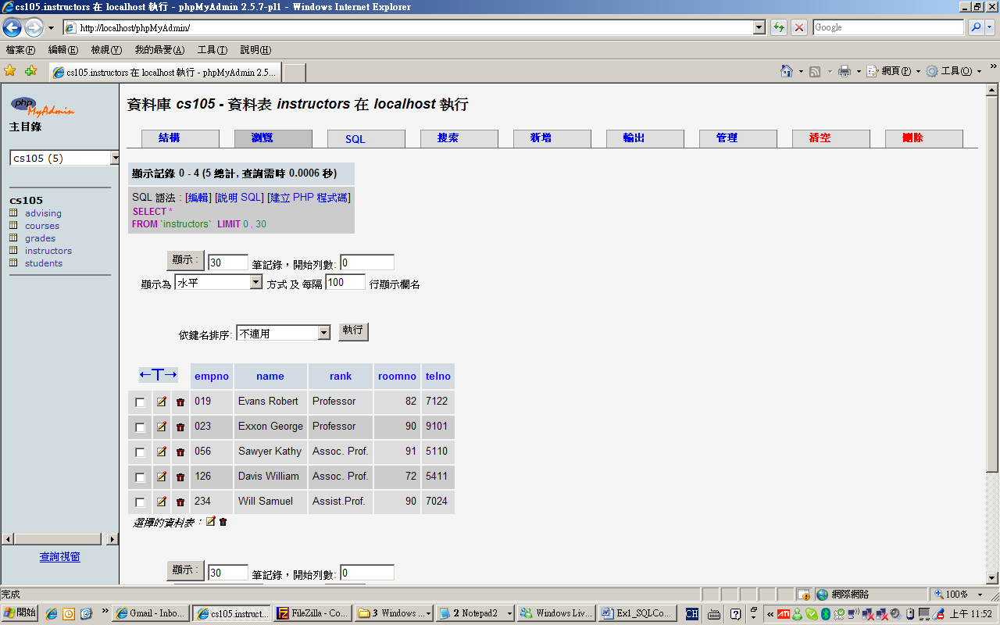 cs105.instructors 在 localhost 執行 - phpMyAdmin 2.5.7-pl1 - Windows Internet Explorer
http://localhost/phpMyAdmin/
Google
檔案(F) 編輯(E) 檢視(V) 我的最愛(A) 工具(T) 說明(H)
cs105.instructors 在 localhost 執行 - phpMyAdmin 2.5...
網頁(P) 工具(O)
php MyAdmin
主目錄
cs105 (5)
cs105
advising
courses
grades
instructors
students
查詢視窗
資料庫 cs105 - 資料表 instructors 在 localhost 執行
結構 瀏覽 SQL 搜索 新增 輸出 管理 清空 刪除
顯示記錄 0 - 4 (5 總計, 查詢需時 0.0006 秒)
SQL 語法 : [編輯] [說明 SQL] [建立 PHP 程式碼]
SELECT *
FROM `instructors` LIMIT 0 , 30
顯示 : 30 筆記錄，開始列數: 0
顯示為 水平 方式 及 每隔 100 行顯示欄名
依鍵名排序: 不適用 執行
←T→ empno name rank roomno telno
019 Evans Robert Professor 82 7122
023 Exxon George Professor 90 9101
056 Sawyer Kathy Assoc. Prof. 91 5110
126 Davis William Assoc. Prof. 72 5411
234 Will Samuel Assist.Prof. 90 7024
選擇的資料表：
顯示 : 30 筆記錄，開始列數: 0
完成
網際網路 100%
開始 Gmail - Inbo... cs105.instruct... FileZilla - Co... 3 Windows ... 2 Notepad2 Windows Liv... Ex1_SQLCo... CH ATI 上午 11:52